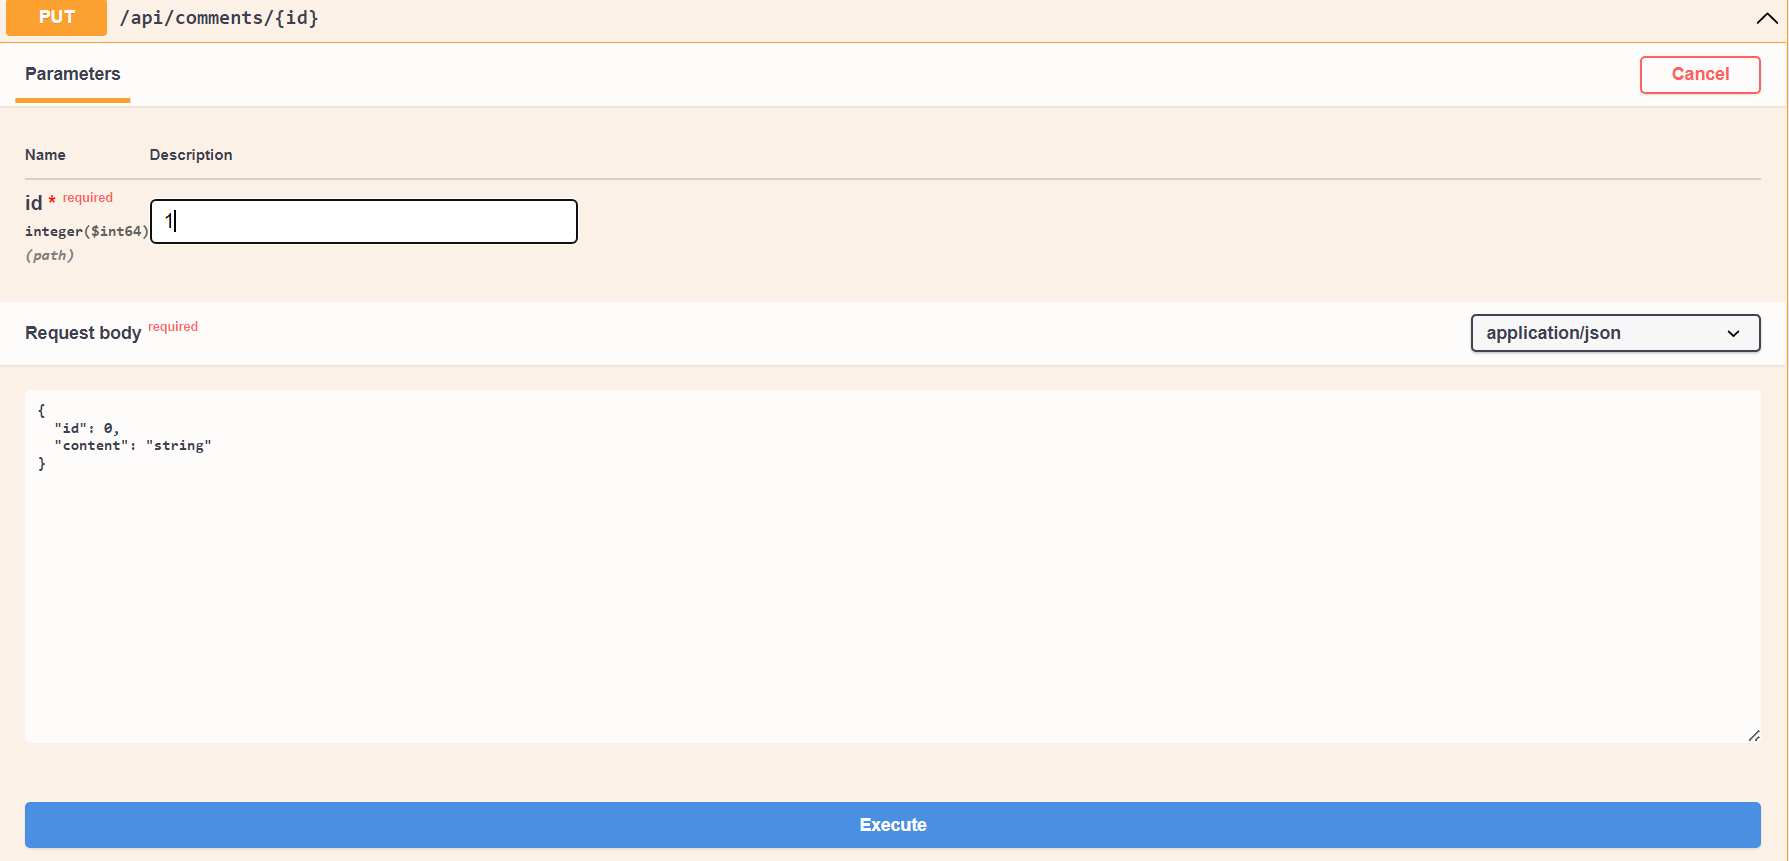 PUT /api/comments/{id}
Parameters
Cancel
Name Description
id * required
integer($int64)
(path)
1
Request body required
application/json
{
  "id": 0,
  "content": "string"
}
Execute